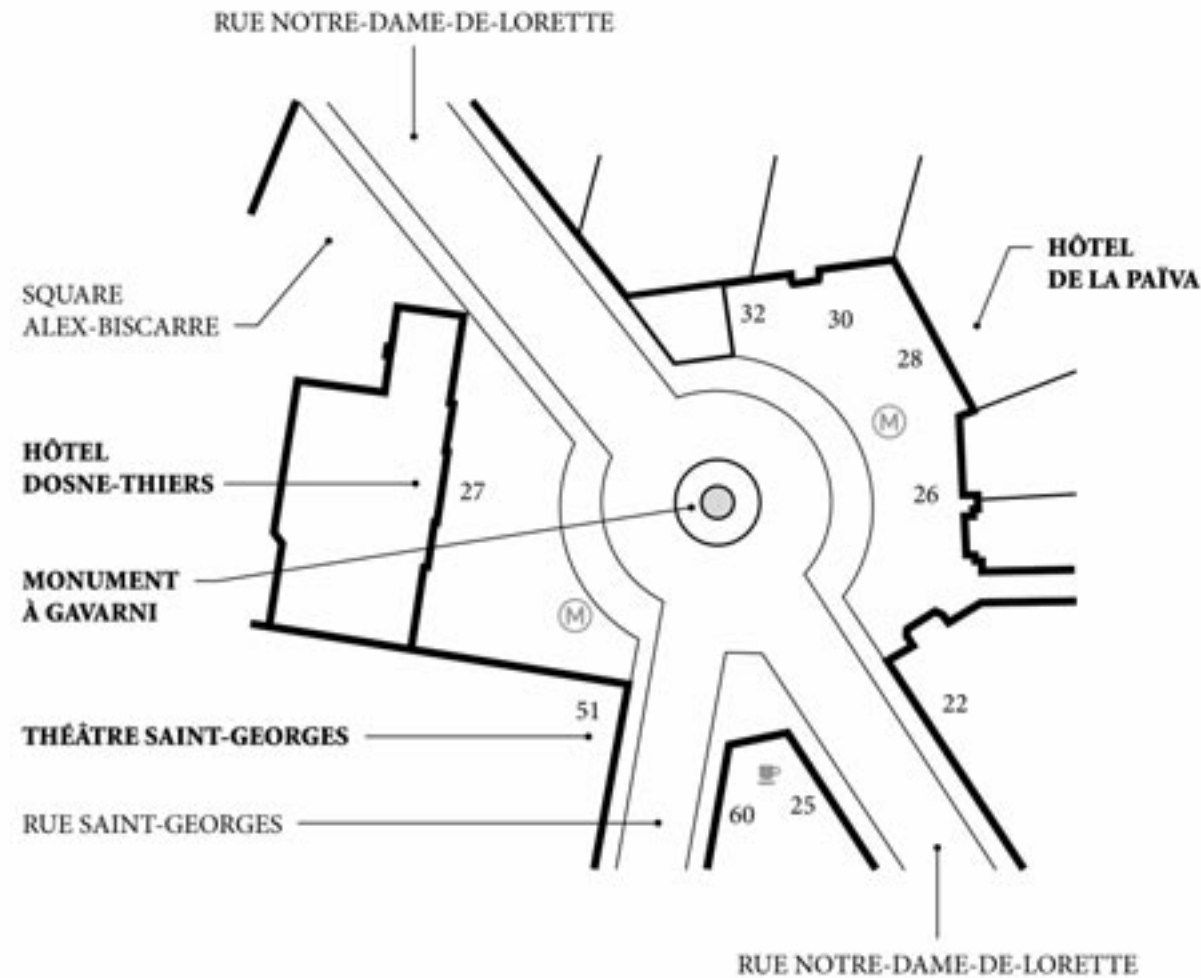 RUE NOTRE-DAME-DE-LORETTE
HÔTEL
DE LA PAÏVA
SQUARE
ALEX-BISCARRE
32
30
28
M
HÔTEL
DOSNE-THIERS
27
26
MONUMENT
À GAVARNI
M
22
51
THÉÂTRE SAINT-GEORGES
RUE SAINT-GEORGES
60
25
RUE NOTRE-DAME-DE-LORETTE